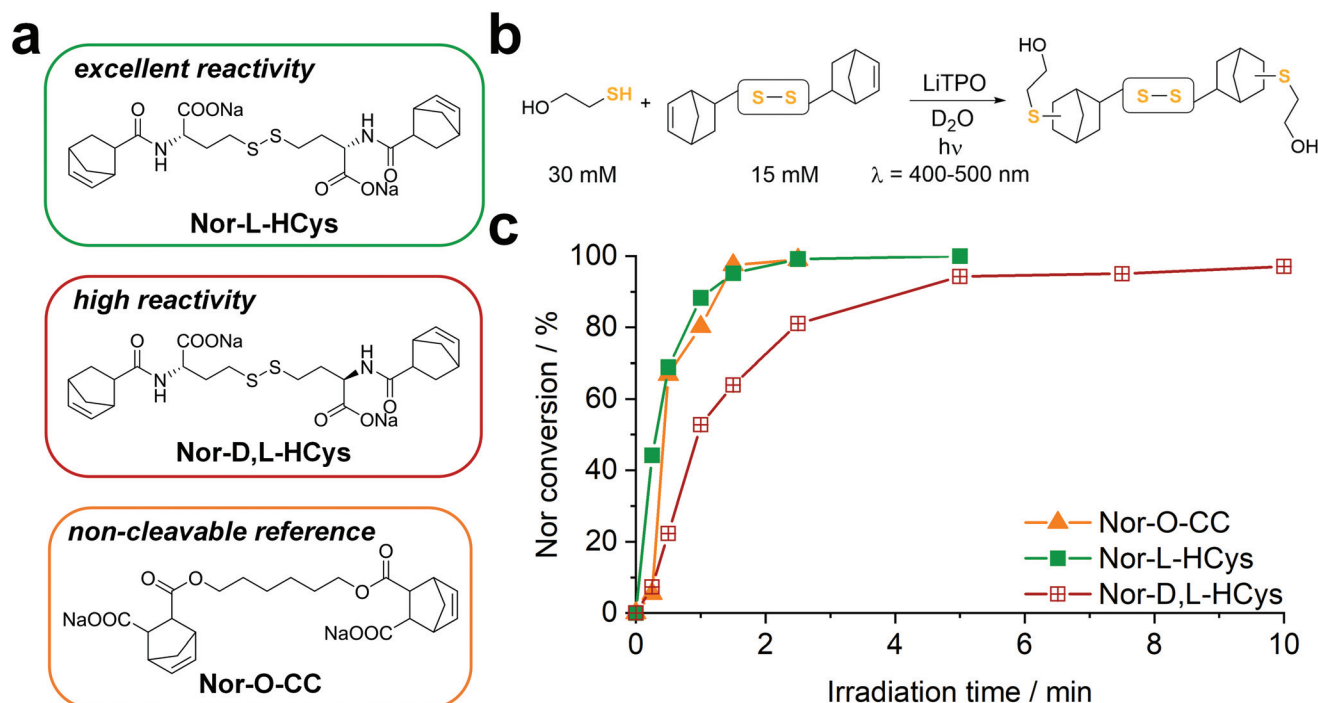 a
excellent reactivity
O
COONa
N
H
S
S
H
N
O
O
ONa
Nor-L-HCys
high reactivity
O
COONa
N
H
S
S
H
N
O
O
ONa
Nor-D,L-HCys
non-cleavable reference
O
O
O
O
NaOOC
NaOOC
Nor-O-CC
b
HO
SH
+
S
S
LiTPO
D2O
hν
λ = 400-500 nm
30 mM
15 mM
HO
S
S
S
S
OH
c
Nor conversion / %
100
80
60
40
20
0
0
2
4
6
8
10
Nor-O-CC
Nor-L-HCys
Nor-D,L-HCys
Irradiation time / min